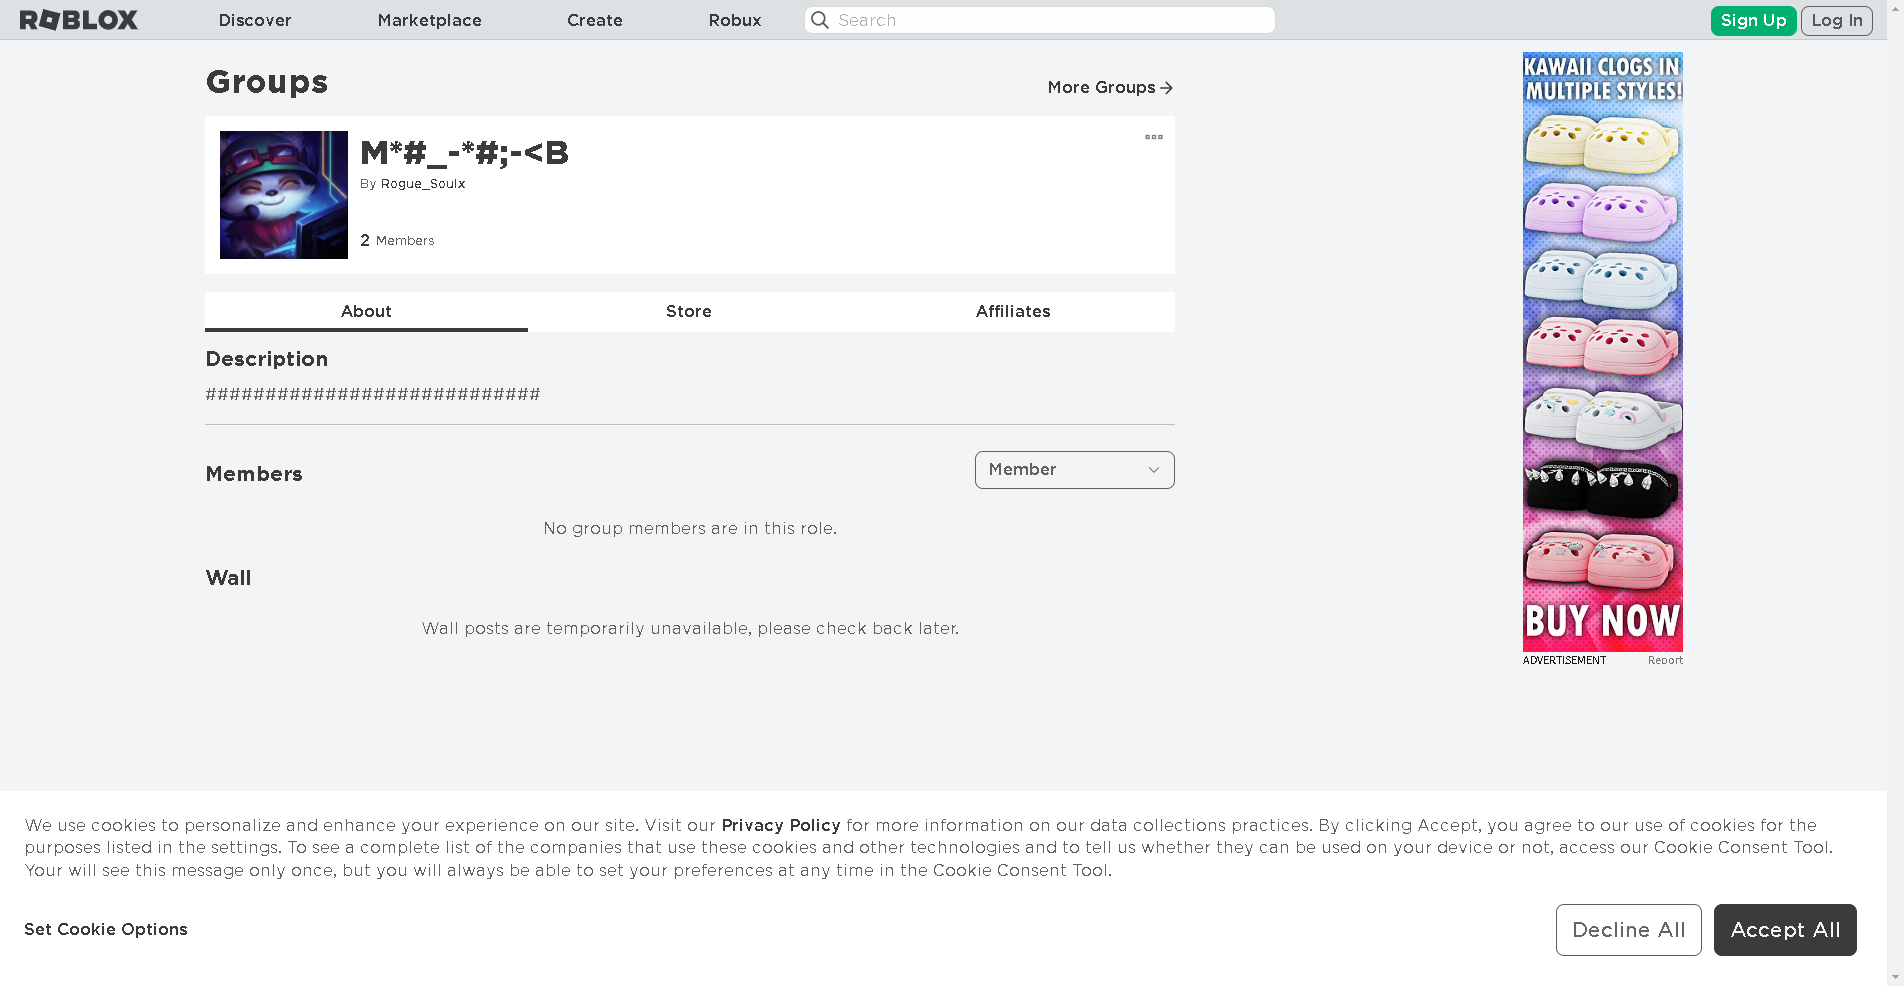 ROBLOX
Discover
Marketplace
Create
Robux
Search
Sign Up
Log In
Groups
More Groups
M*#_-*#;-<B
By Rogue_Soulx
2 Members
About
Store
Affiliates
Description
############################
Members
Member
No group members are in this role.
Wall
Wall posts are temporarily unavailable, please check back later.
KAWAII CLOGS IN
MULTIPLE STYLES!
BUY NOW
ADVERTISEMENT
Report
We use cookies to personalize and enhance your experience on our site. Visit our Privacy Policy for more information on our data collections practices. By clicking Accept, you agree to our use of cookies for the
purposes listed in the settings. To see a complete list of the companies that use these cookies and other technologies and to tell us whether they can be used on your device or not, access our Cookie Consent Tool.
Your will see this message only once, but you will always be able to set your preferences at any time in the Cookie Consent Tool.
Set Cookie Options
Decline All
Accept All